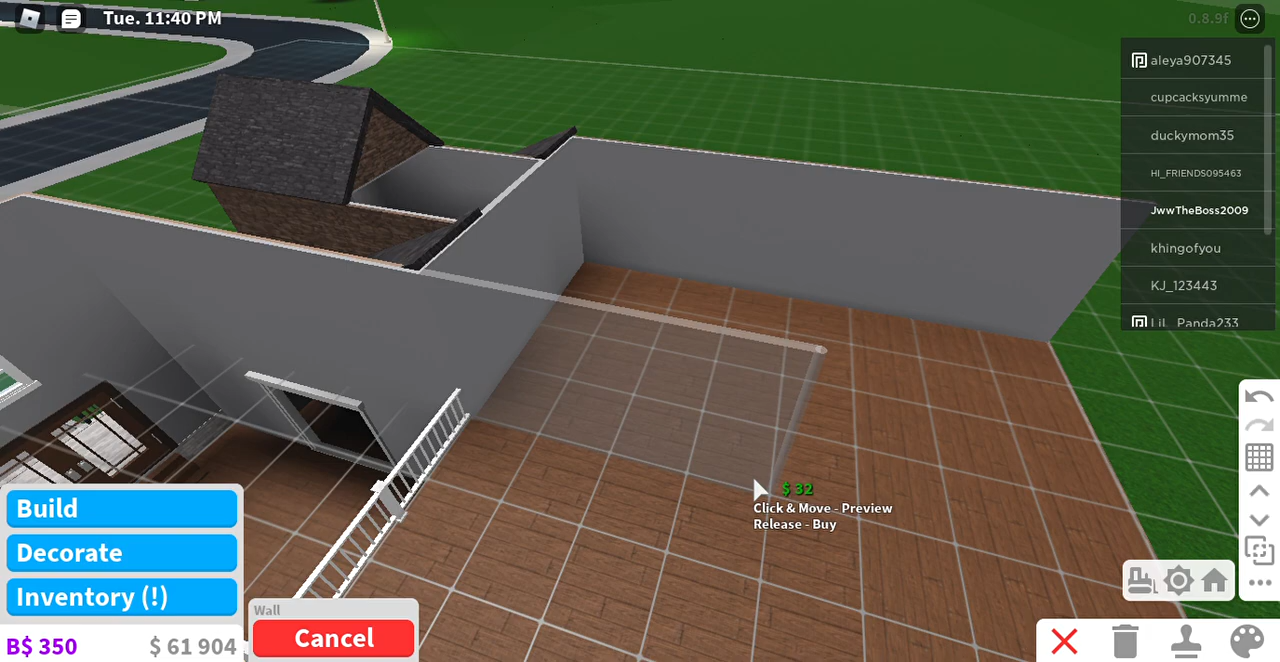 Tue. 11:40 PM
0.8.9f
aleya907345
cupcacksyumme
duckymom35
HI_FRIENDS095463
JwwTheBoss2009
khingofyou
KJ_123443
LiL_Panda233
$ 32
Click & Move - Preview
Release - Buy
Build
Decorate
Inventory (!)
B$ 350
$ 61 904
Wall
Cancel